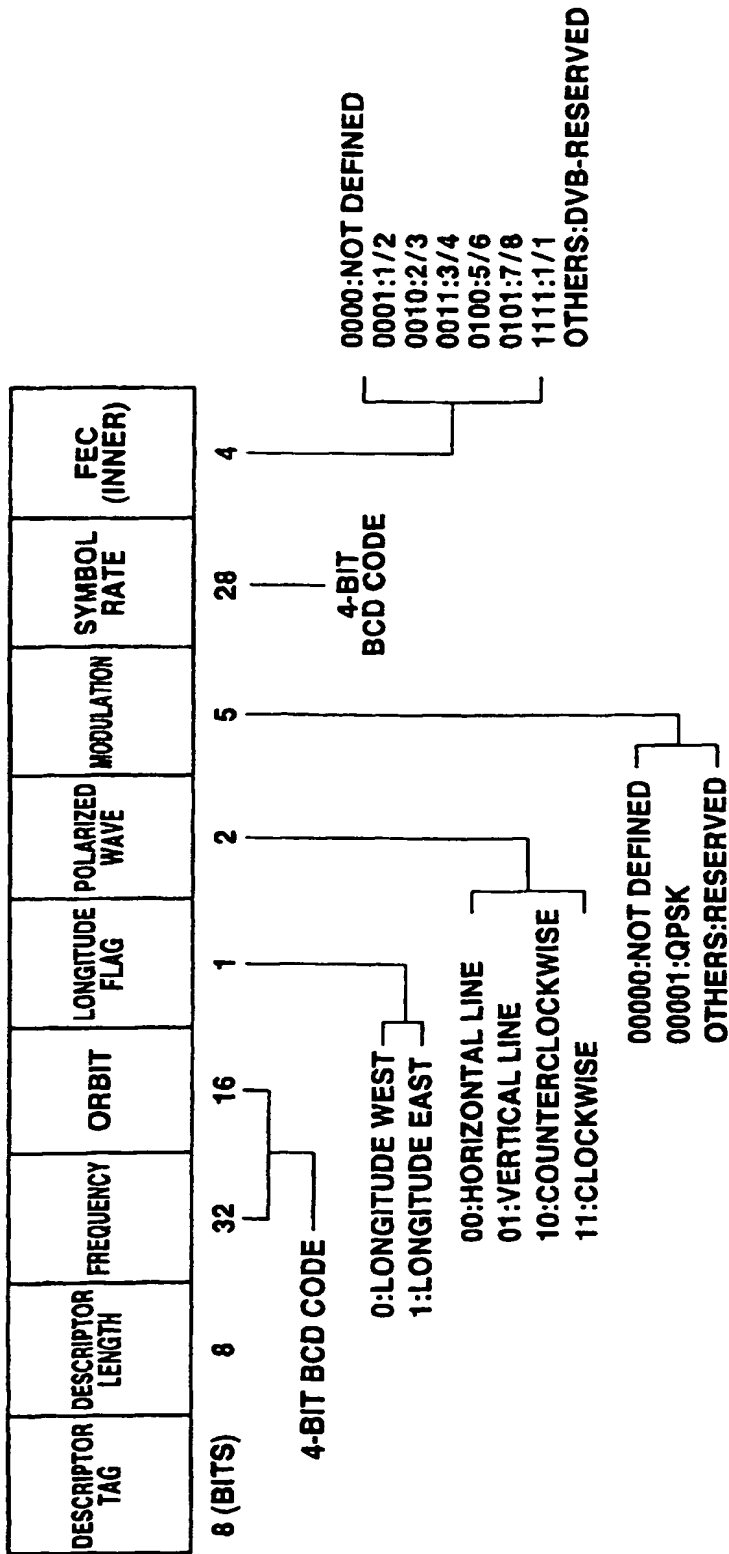 DESCRIPTOR
TAG
DESCRIPTOR
LENGTH
FREQUENCY
ORBIT
LONGITUDE
FLAG
POLARIZED
WAVE
MODULATION
SYMBOL
RATE
FEC
(INNER)
8 (BITS)
8
32
16
1
2
5
28
4
4-BIT BCD CODE
0:LONGITUDE WEST
1:LONGITUDE EAST
00:HORIZONTAL LINE
01:VERTICAL LINE
10:COUNTERCLOCKWISE
11:CLOCKWISE
00000:NOT DEFINED
00001:QPSK
OTHERS:RESERVED
4-BIT
BCD CODE
0000:NOT DEFINED
0001:1/2
0010:2/3
0011:3/4
0100:5/6
0101:7/8
1111:1/1
OTHERS:DVB-RESERVED